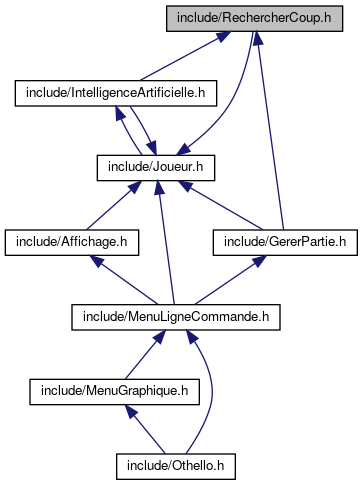 include/RechercherCoup.h
include/IntelligenceArtificielle.h
include/Joueur.h
include/Affichage.h
include/GererPartie.h
include/MenuLigneCommande.h
include/MenuGraphique.h
include/Othello.h